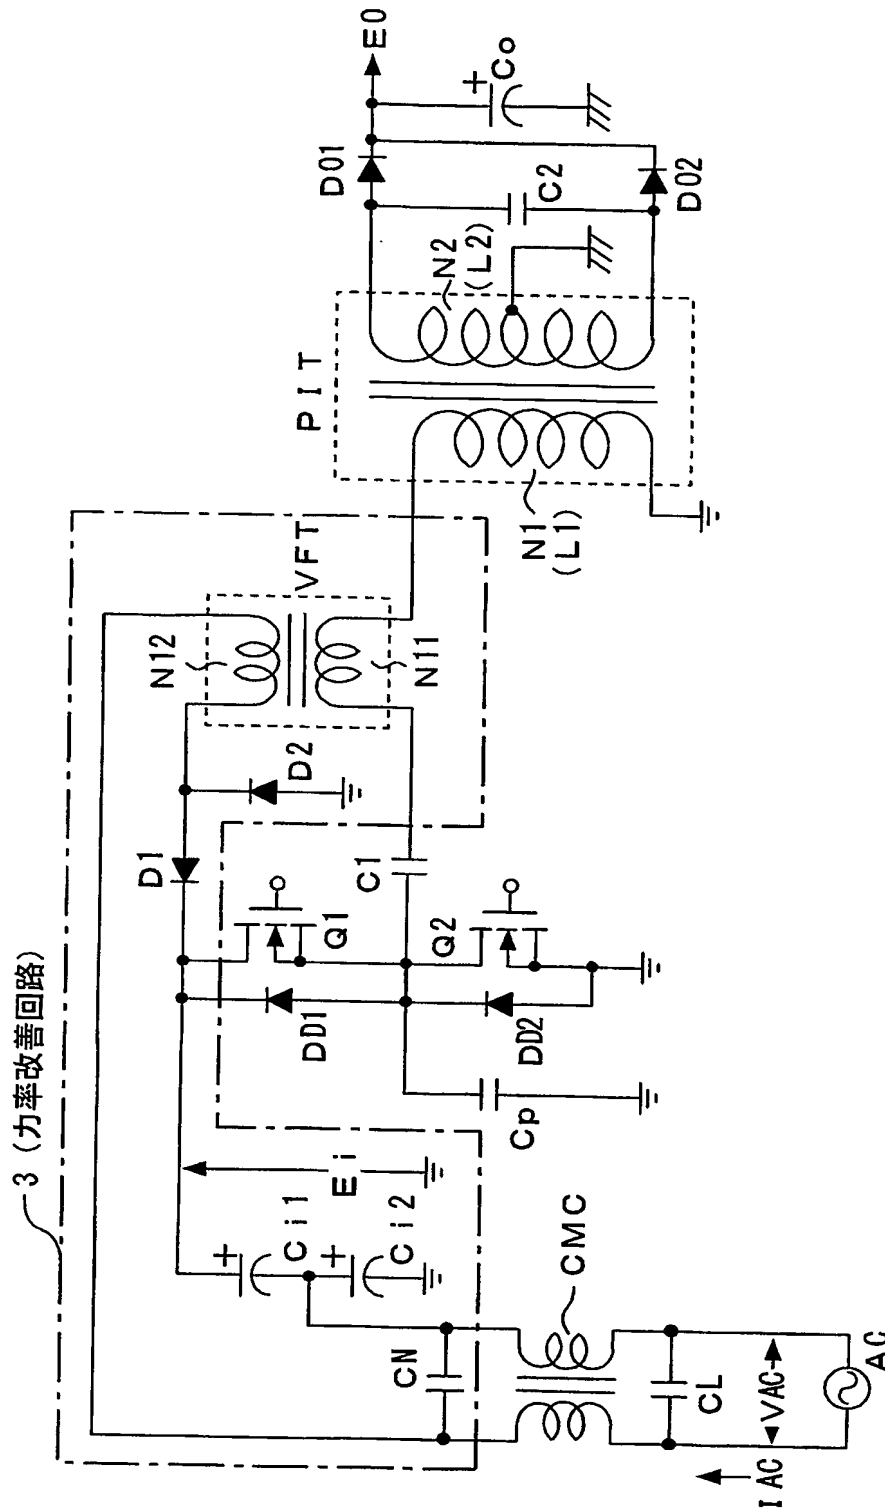 3 (力率改善回路)
N12
VFT
N11
D1
D2
C1
Q1
Q2
DD1
DD2
Cp
Ei
+
Ci1
+
Ci2
CN
CMC
CL
VAC
IAC
AC
PIT
N1
(L1)
N2
(L2)
D01
C2
D02
+
Co
E0